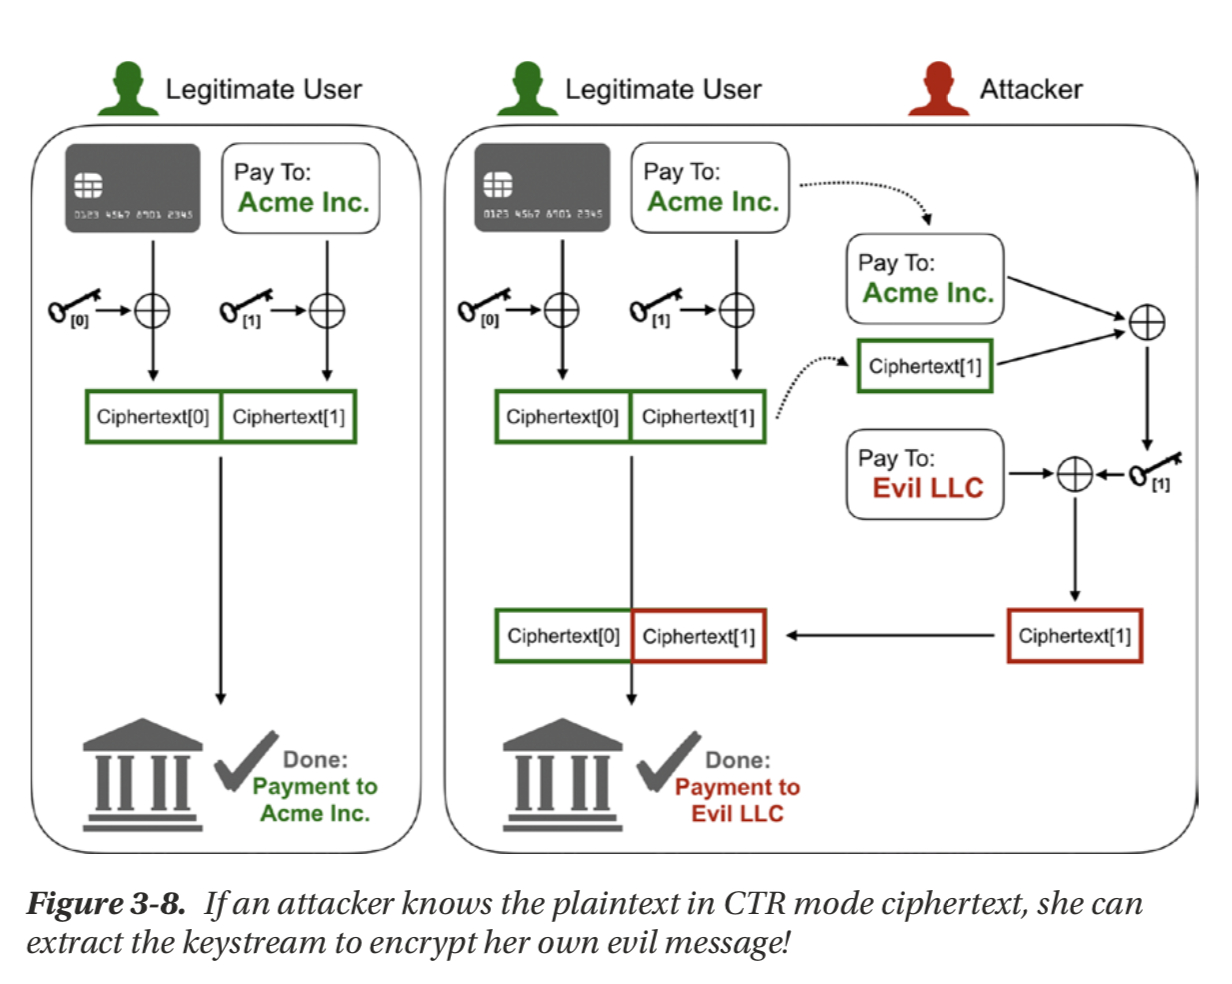 Legitimate User
0123 4567 8901 2345
Pay To:
Acme Inc.
[0]
[1]
Ciphertext[0]
Ciphertext[1]
Done:
Payment to
Acme Inc.
Legitimate User
Attacker
0123 4567 8901 2345
Pay To:
Acme Inc.
[0]
[1]
Ciphertext[0]
Ciphertext[1]
Pay To:
Acme Inc.
Ciphertext[1]
Pay To:
Evil LLC
[1]
Ciphertext[1]
Ciphertext[0]
Ciphertext[1]
Done:
Payment to
Evil LLC
Figure 3-8. If an attacker knows the plaintext in CTR mode ciphertext, she can
extract the keystream to encrypt her own evil message!